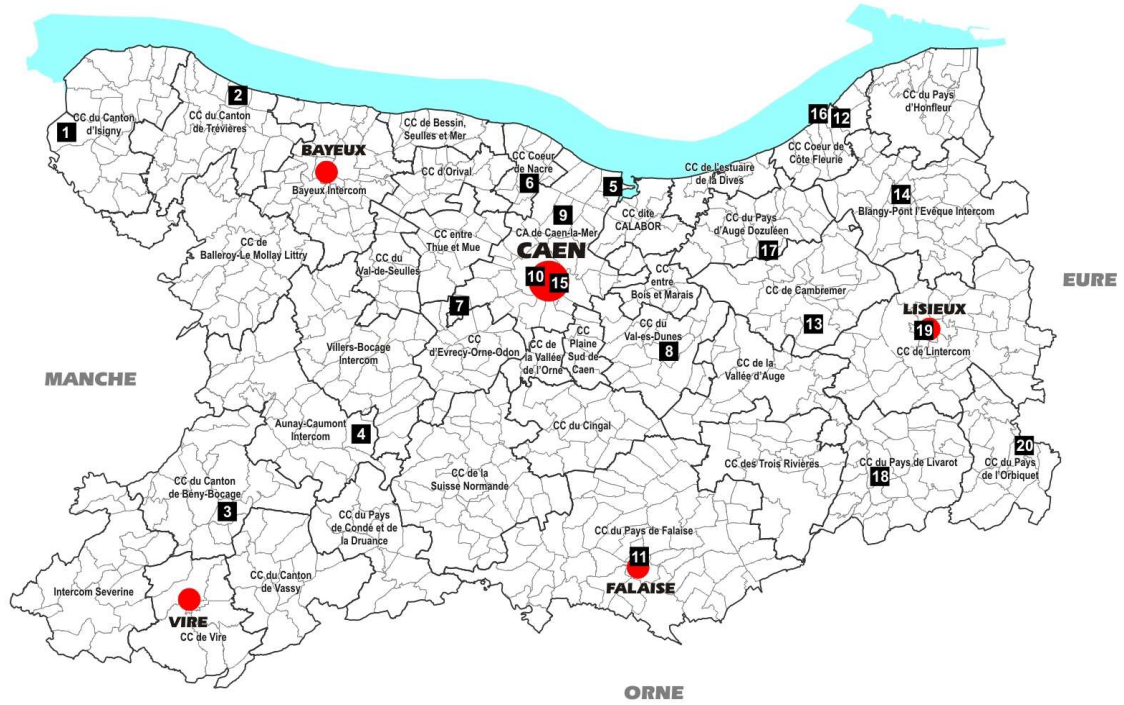 16
12
CC du Pays
d'Honfleur
2
CC du Canton
de Trévières
1
CC du Canton
d'Isigny
CC de Bessin,
Seulles et Mer
CC Coeur de
Côte Fleurie
BAYEUX
Bayeux Intercom
CC d'Orival
CC Coeur
de Nacre
6
5
CC de l'estuaire
de la Dives
14
Blangy-Pont l'Evêque Intercom
9
CA de Caen-la-Mer
CC dite
CALABOR
CC du Pays
d'Auge Dozuléen
17
CC de
Balleroy-Le Mollay Littry
CC entre
Thue et Mue
CC du
Val-de-Seulles
CAEN
10
15
CC
entre
Bois et Marais
CC de Cambremer
13
EURE
7
LISIEUX
19
CC de Lintercom
Villers-Bocage
Intercom
CC
d'Evrecy-Orne-Odon
CC de
la Vallée
de l'Orne
CC
Plaine
Sud de
Caen
CC du
Val-es-Dunes
8
CC de la
Vallée d'Auge
MANCHE
Aunay-Caumont
Intercom
4
CC du Cingal
20
CC du Canton
de Bény-Bocage
3
CC de la
Suisse Normande
CC des Trois Rivières
CC du Pays de Livarot
18
CC du Pays
de l'Orbiquet
CC du Pays
de Condé et de
la Druance
CC du Pays de Falaise
11
FALAISE
Intercom Severine
CC du Canton
de Vassy
VIRE
CC de Vire
ORNE